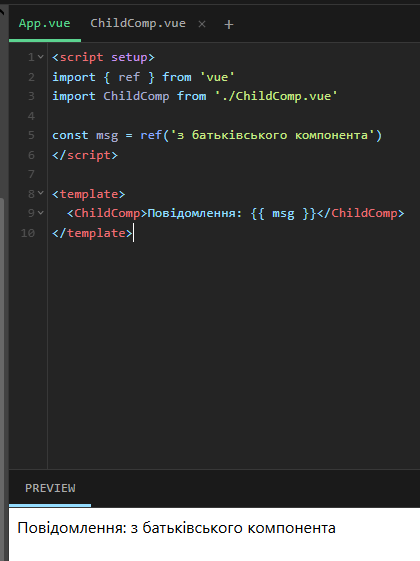 App.vue ChildComp.vue × +
1 <script setup>
2 import { ref } from 'vue'
3 import ChildComp from './ChildComp.vue'
4
5 const msg = ref('з батьківського компонента')
6 </script>
7
8 <template>
9   <ChildComp>Повідомлення: {{ msg }}</ChildComp>
10 </template>
PREVIEW
Повідомлення: з батьківського компонента